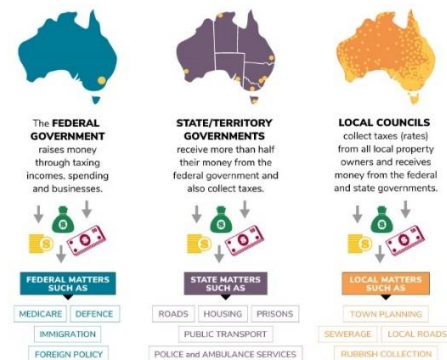 The FEDERAL
GOVERNMENT
raises money
through taxing
incomes, spending
and businesses.
FEDERAL MATTERS
SUCH AS
MEDICARE
DEFENCE
IMMIGRATION
FOREIGN POLICY
STATE/TERRITORY
GOVERNMENTS
receive more than half
their money from the
federal government and
also collect taxes.
STATE MATTERS
SUCH AS
ROADS
HOUSING
PRISONS
PUBLIC TRANSPORT
POLICE and AMBULANCE SERVICES
LOCAL COUNCILS
collect taxes (rates)
from all local property
owners and receives
money from the federal
and state governments.
LOCAL MATTERS
SUCH AS
TOWN PLANNING
SEWERAGE
LOCAL ROADS
RUBBISH COLLECTION